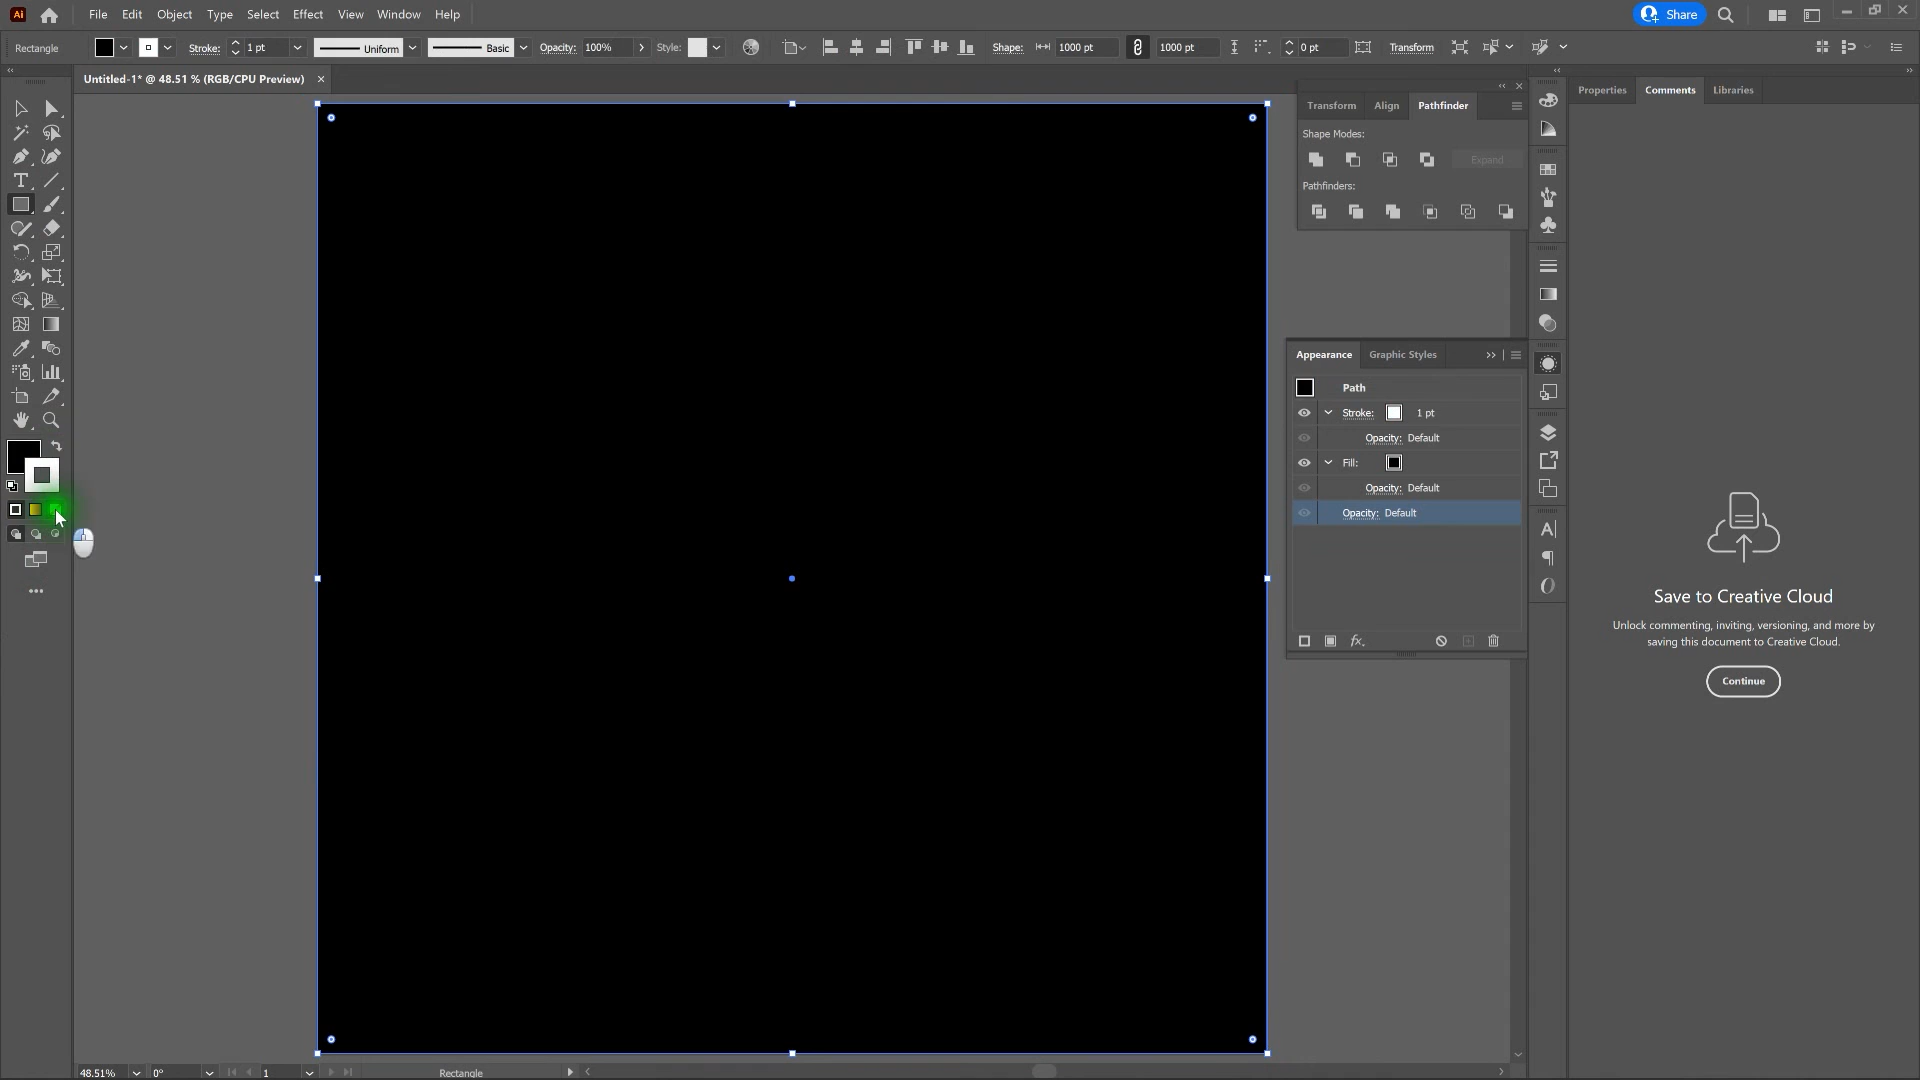 Ai File Edit Object Type Select Effect View Window Help Share
Rectangle Stroke: 1 pt Uniform Basic Opacity: 100% Style: Shape: 1000 pt 1000 pt 0 pt Transform
Untitled-1* @ 48.51 % (RGB/CPU Preview) ×
Properties Comments Libraries
Transform Align Pathfinder
Shape Modes:
Expand
Pathfinders:
Appearance Graphic Styles
Path
Stroke: 1 pt
Opacity: Default
Fill:
Opacity: Default
Opacity: Default
fx.
Save to Creative Cloud
Unlock commenting, inviting, versioning, and more by
saving this document to Creative Cloud.
Continue
48.51% 0° 1 Rectangle